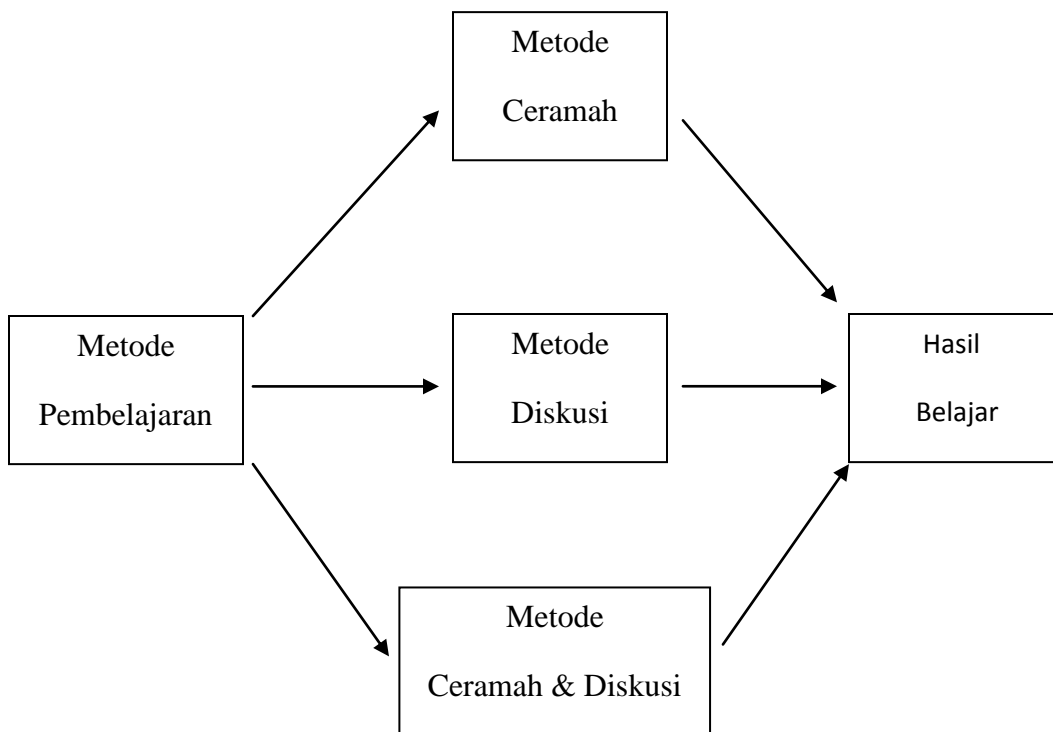 Metode
Ceramah
Metode
Pembelajaran
Metode
Diskusi
Hasil
Belajar
Metode
Ceramah & Diskusi